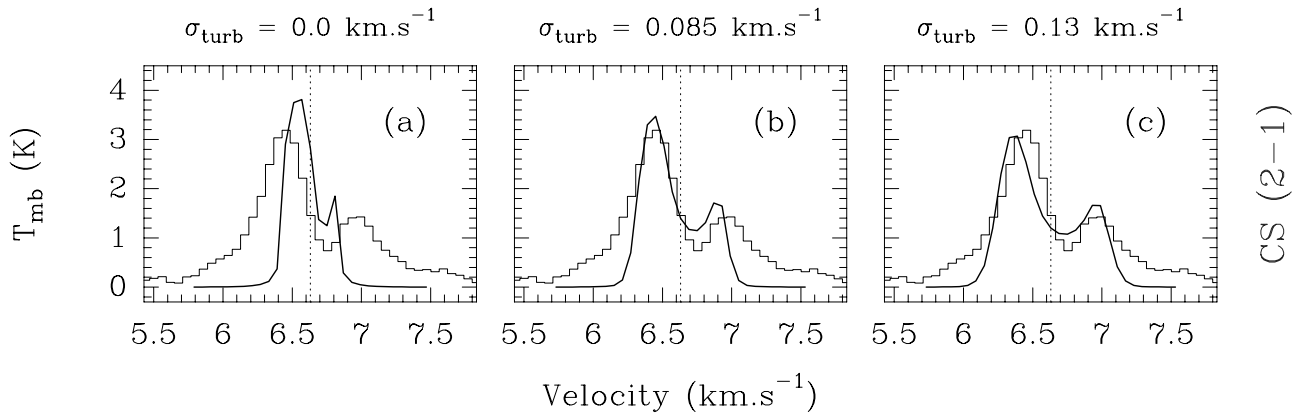 σturb = 0.0 km.s−1
σturb = 0.085 km.s−1
σturb = 0.13 km.s−1
Tmb (K)
4
3
2
1
0
(a)
(b)
(c)
CS (2−1)
5.5 6 6.5 7 7.5
5.5 6 6.5 7 7.5
5.5 6 6.5 7 7.5
Velocity (km.s−1)